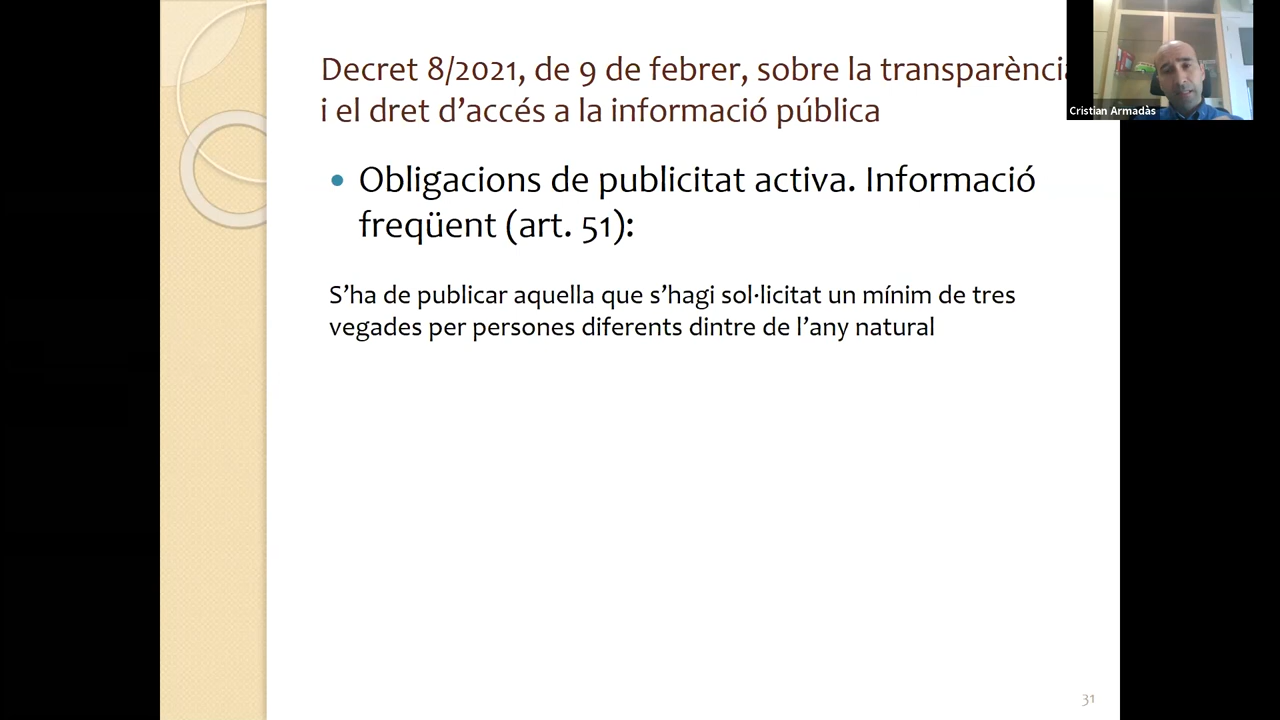 Decret 8/2021, de 9 de febrer, sobre la transparència
i el dret d’accés a la informació pública
Cristian Armadàs
• Obligacions de publicitat activa. Informació
freqüent (art. 51):
S’ha de publicar aquella que s’hagi sol·licitat un mínim de tres
vegades per persones diferents dintre de l’any natural
31